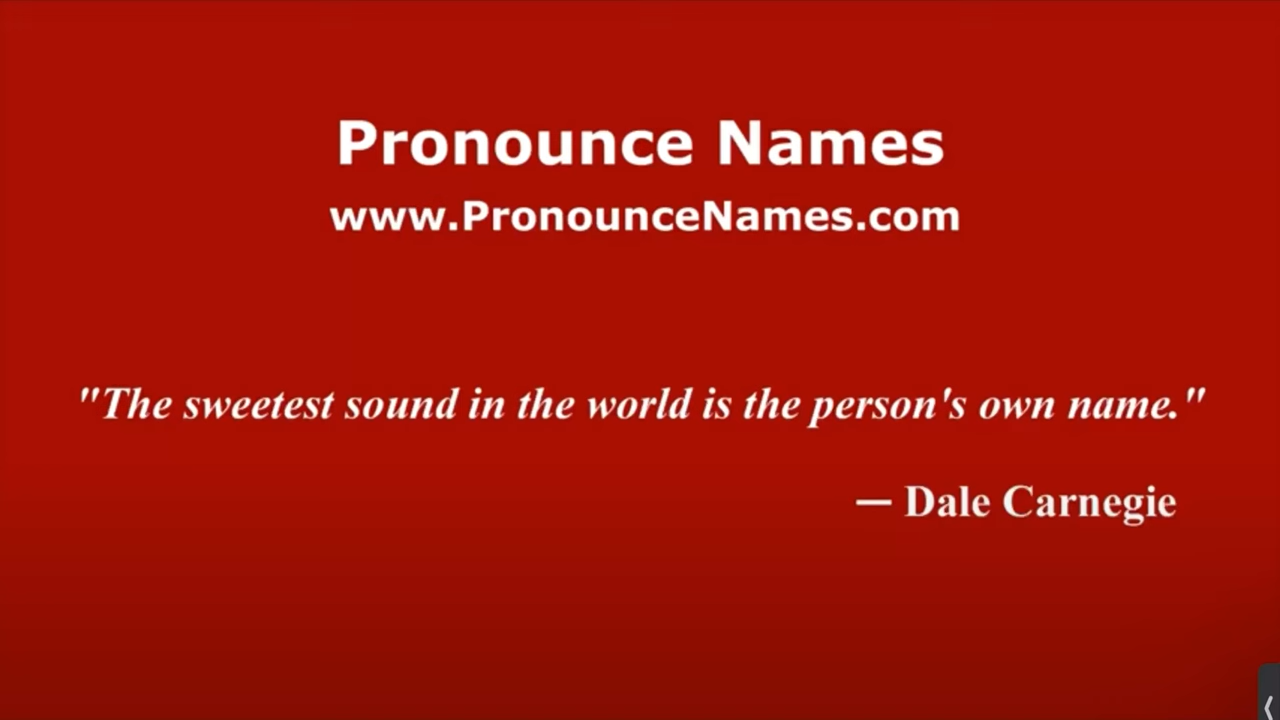 Pronounce Names
www.PronounceNames.com
"The sweetest sound in the world is the person's own name."
— Dale Carnegie